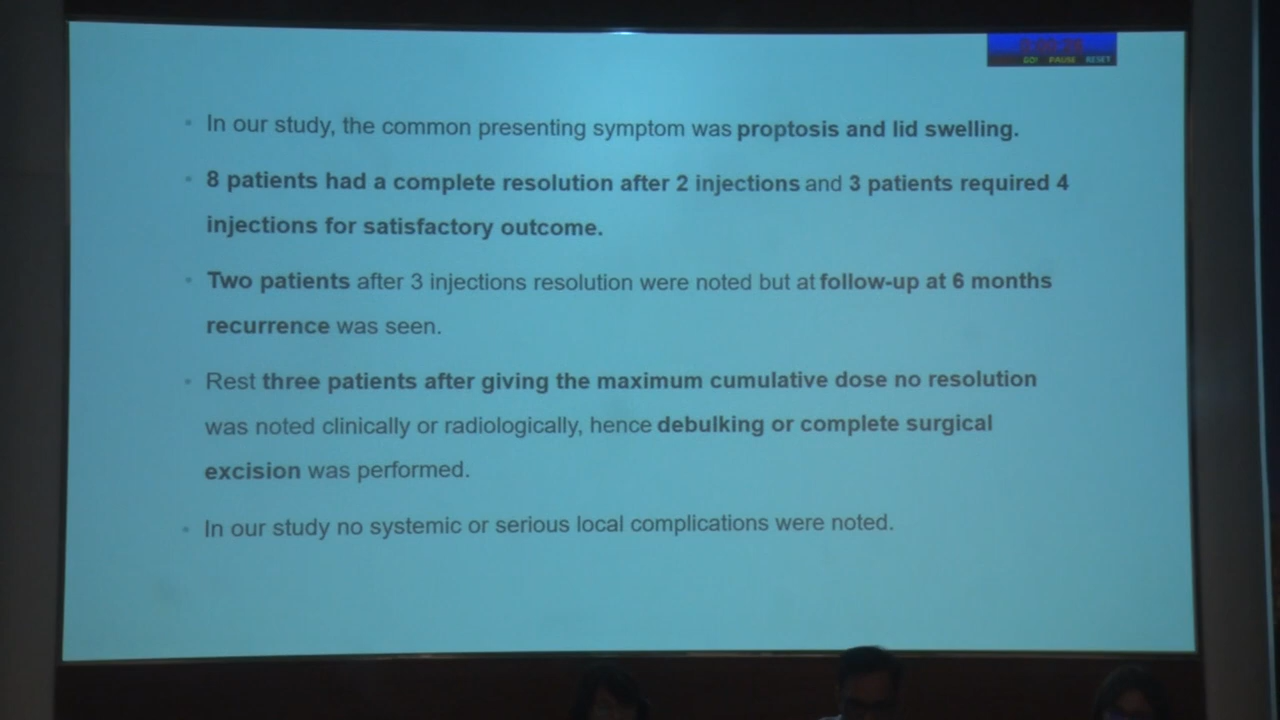 GO! PAUSE RESET
• In our study, the common presenting symptom was proptosis and lid swelling.
• 8 patients had a complete resolution after 2 injections and 3 patients required 4
injections for satisfactory outcome.
• Two patients after 3 injections resolution were noted but at follow-up at 6 months
recurrence was seen.
• Rest three patients after giving the maximum cumulative dose no resolution
was noted clinically or radiologically, hence debulking or complete surgical
excision was performed.
• In our study no systemic or serious local complications were noted.